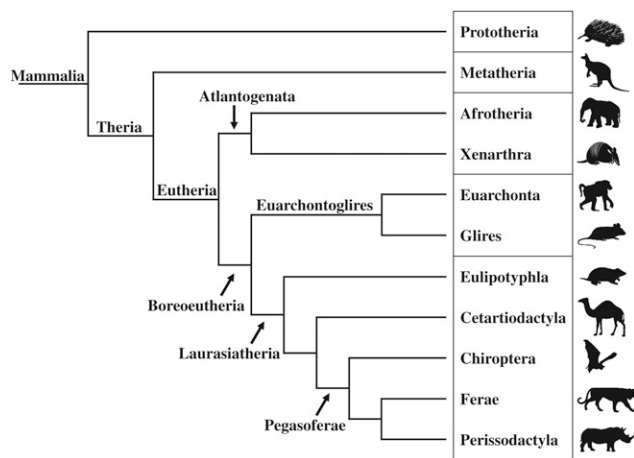 Prototheria
Mammalia
Metatheria
Atlantogenata
Afrotheria
Theria
Xenarthra
Eutheria
Euarchontoglires
Euarchonta
Glires
Eulipotyphla
Boreoeutheria
Cetartiodactyla
Laurasiatheria
Chiroptera
Ferae
Pegasoferae
Perissodactyla